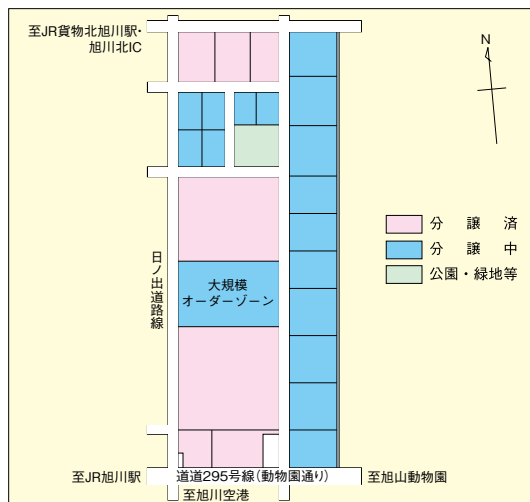 至JR貨物北旭川駅・
旭川北IC
N
分譲済
分譲中
公園・緑地等
日ノ出道路線
大規模
オーダーゾーン
至JR旭川駅
道道295号線(動物園通り)
至旭山動物園
至旭川空港